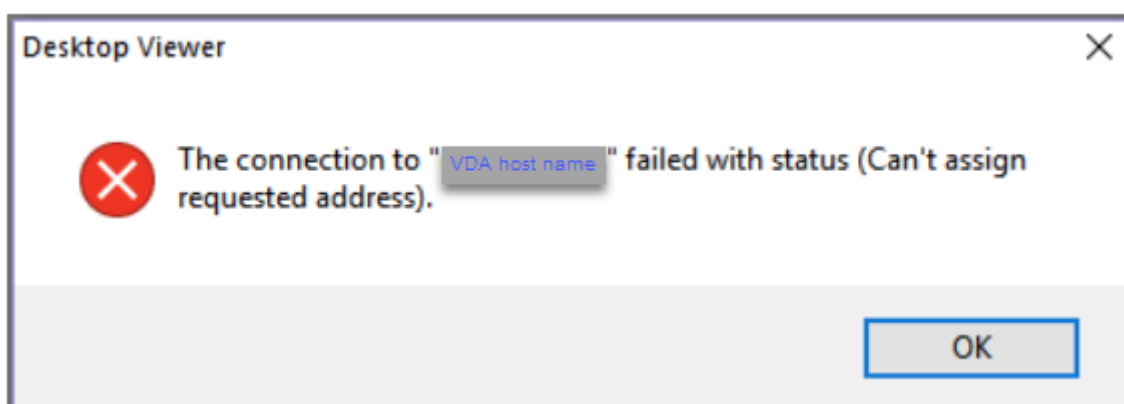 Desktop Viewer
The connection to "VDA host name" failed with status (Can't assign
requested address).
OK